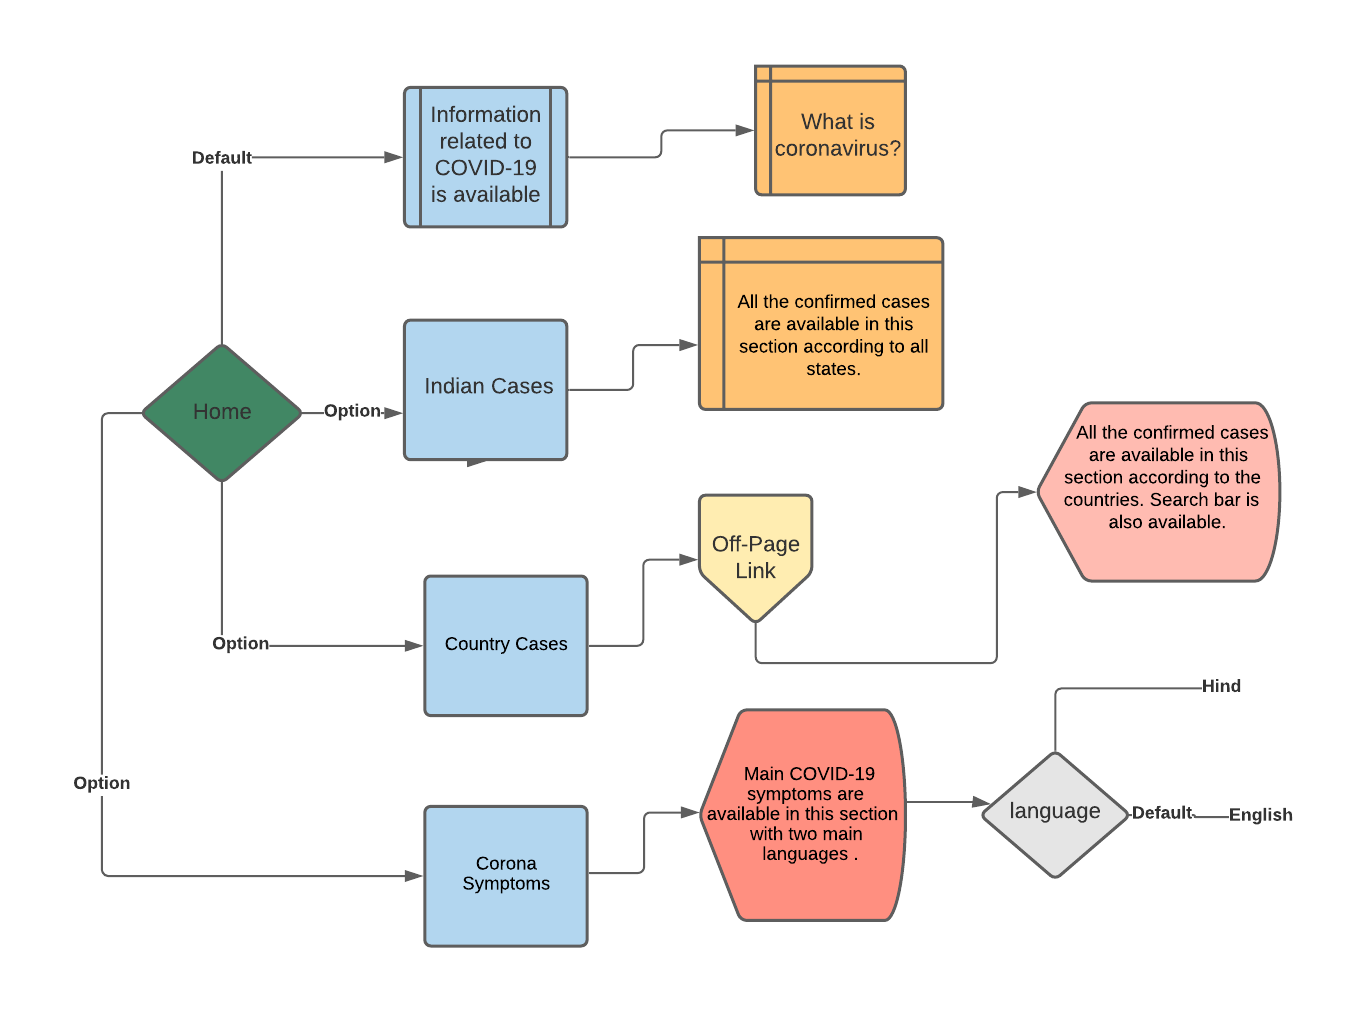 Information
related to
COVID-19
is available
What is
coronavirus?
Default
All the confirmed cases
are available in this
section according to all
states.
Indian Cases
Home
Option
All the confirmed cases
are available in this
section according to the
countries. Search bar is
also available.
Off-Page
Link
Option
Country Cases
Hind
Option
Main COVID-19
symptoms are
available in this section
with two main
languages .
language
Default
English
Corona
Symptoms